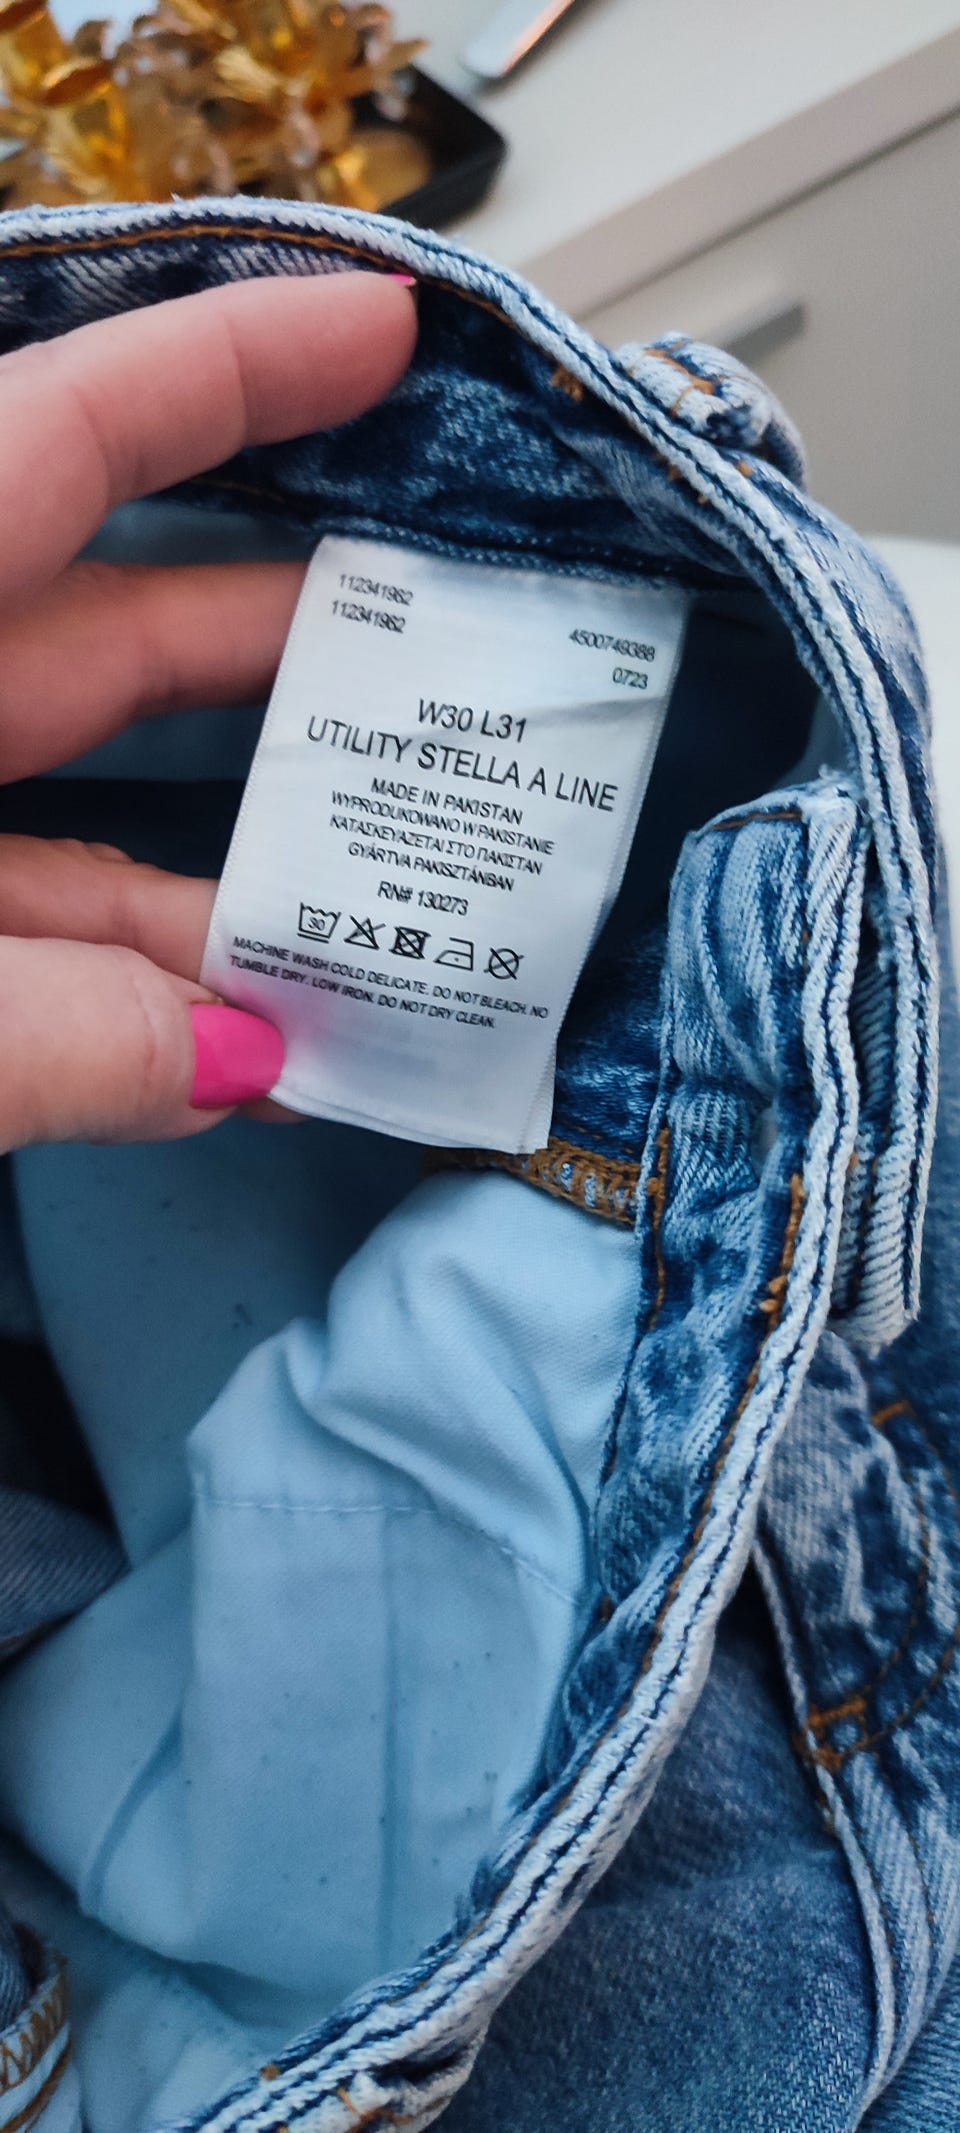 112341962
112341962
4500749388
0723
W30 L31
UTILITY STELLA A LINE
MADE IN PAKISTAN
WYPRODUKOWANO W PAKISTANIE
ΚΑΤΑΣΚΕΥΑΖΕΤΑΙ ΣΤΟ ΠΑΚΙΣΤΑΝ
GYÁRTVA PAKISZTÁNBAN
RN# 130273
30
MACHINE WASH COLD DELICATE. DO NOT BLEACH. NO
TUMBLE DRY. LOW IRON. DO NOT DRY CLEAN.